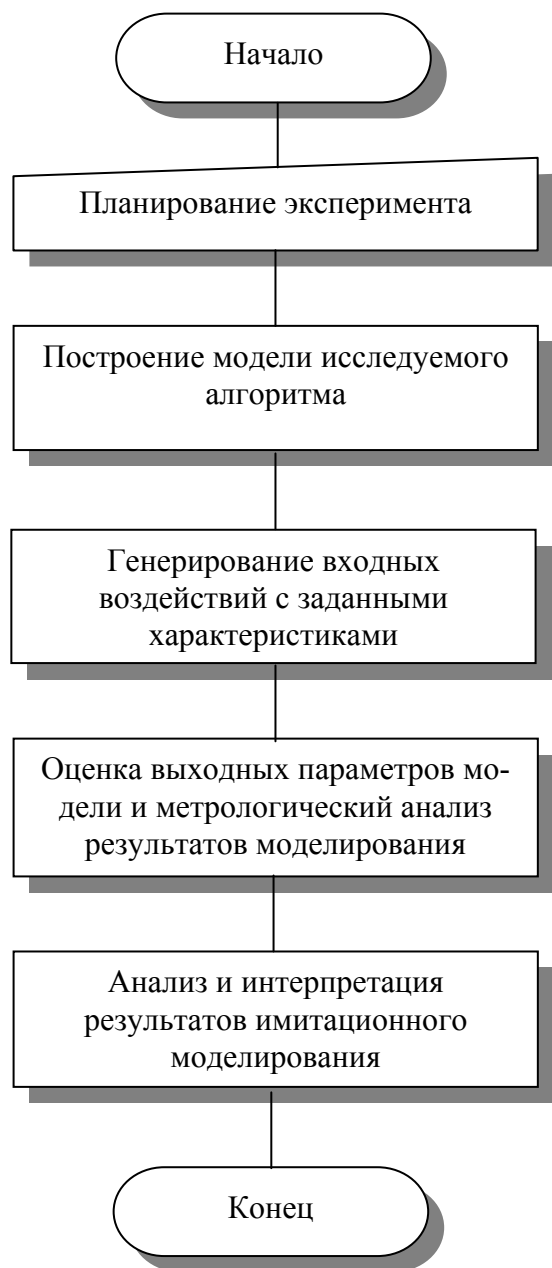 Начало
Планирование эксперимента
Построение модели исследуемого
алгоритма
Генерирование входных
воздействий с заданными
характеристиками
Оценка выходных параметров мо-
дели и метрологический анализ
результатов моделирования
Анализ и интерпретация
результатов имитационного
моделирования
Конец